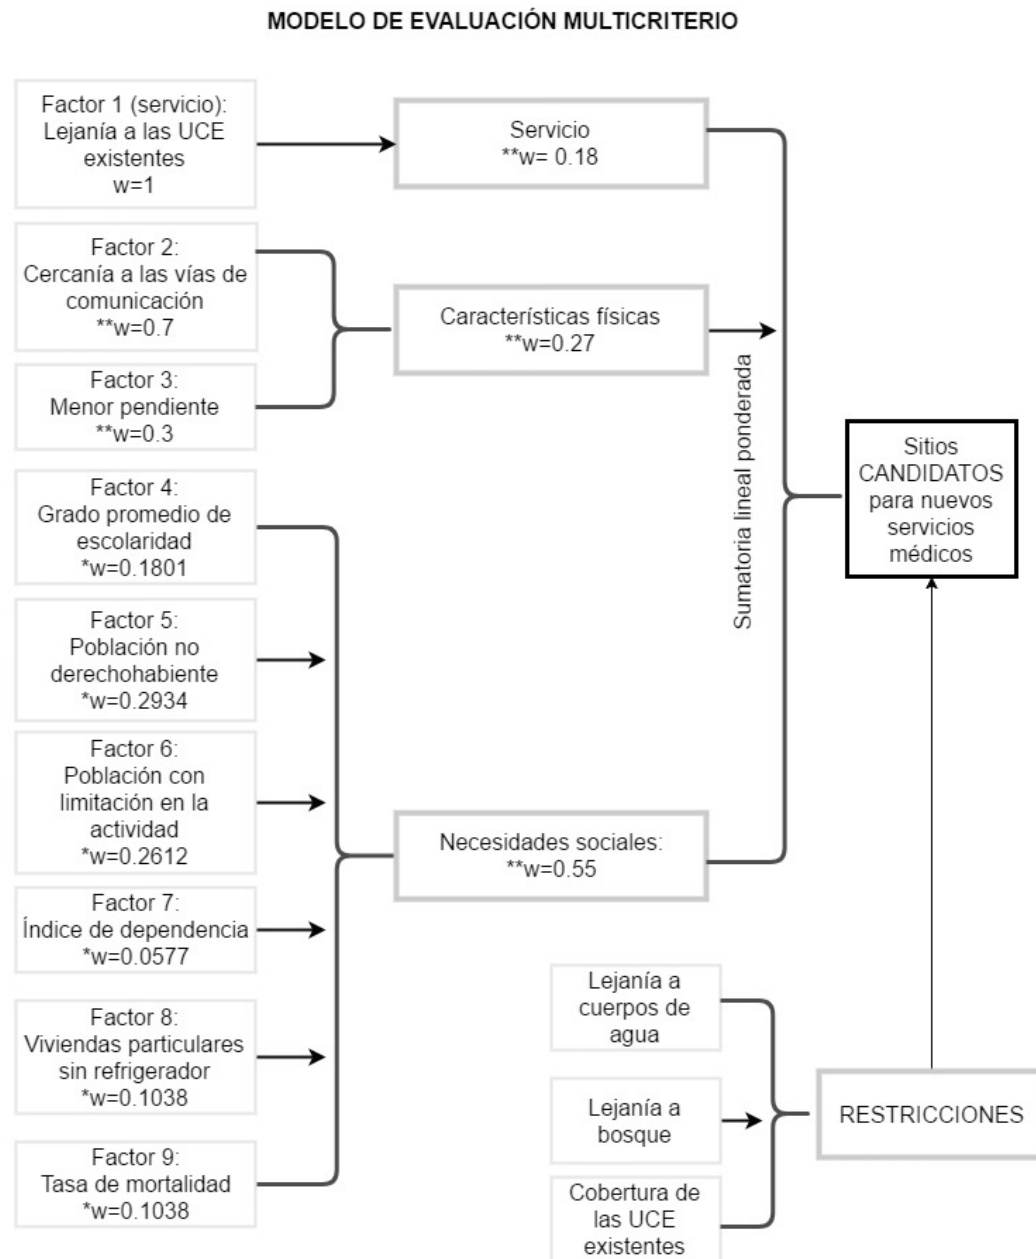 MODELO DE EVALUACIÓN MULTICRITERIO
Factor 1 (servicio):
Lejanía a las UCE
existentes
w=1
Servicio
**w= 0.18
Factor 2:
Cercanía a las vías de
comunicación
**w=0.7
Características físicas
**w=0.27
Factor 3:
Menor pendiente
**w=0.3
Sumatoria lineal ponderada
Sitios
CANDIDATOS
para nuevos
servicios
médicos
Factor 4:
Grado promedio de
escolaridad
*w=0.1801
Factor 5:
Población no
derechohabiente
*w=0.2934
Factor 6:
Población con
limitación en la
actividad
*w=0.2612
Necesidades sociales:
**w=0.55
Factor 7:
Índice de dependencia
*w=0.0577
Factor 8:
Viviendas particulares
sin refrigerador
*w=0.1038
Factor 9:
Tasa de mortalidad
*w=0.1038
Lejanía a
cuerpos de
agua
Lejanía a
bosque
Cobertura de
las UCE
existentes
RESTRICCIONES